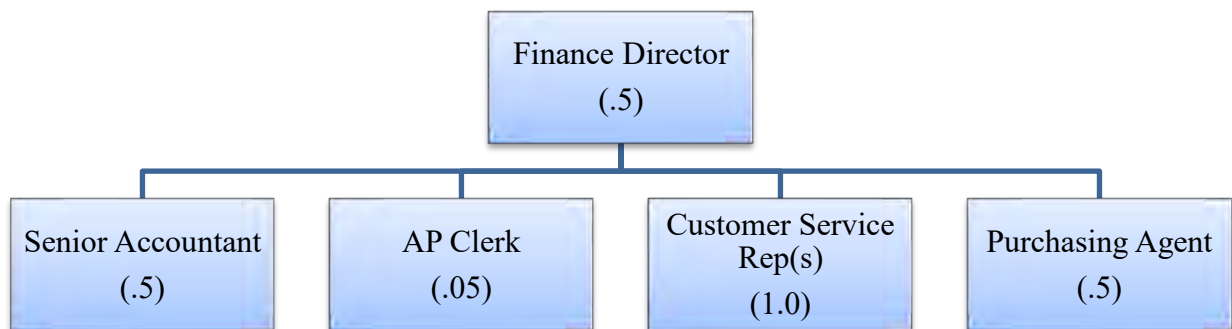 Finance Director
(.5)
Senior Accountant
(.5)
AP Clerk
(.05)
Customer Service
Rep(s)
(1.0)
Purchasing Agent
(.5)